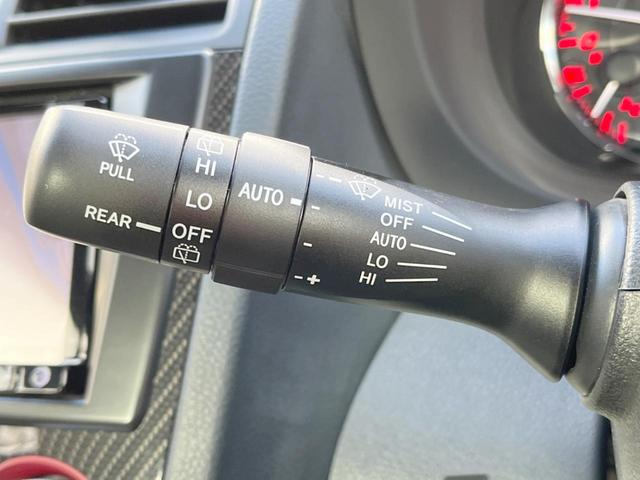 PULL
REAR
HI
LO
OFF
AUTO
- +
MIST
OFF
AUTO
LO
HI